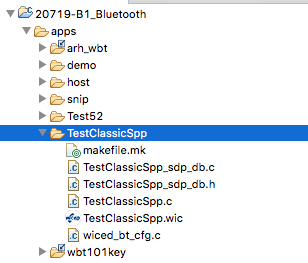 20719-B1_Bluetooth
apps
arh_wbt
demo
host
snip
Test52
TestClassicSpp
makefile.mk
TestClassicSpp_sdp_db.c
TestClassicSpp_sdp_db.h
TestClassicSpp.c
TestClassicSpp.wic
wiced_bt_cfg.c
wbt101key